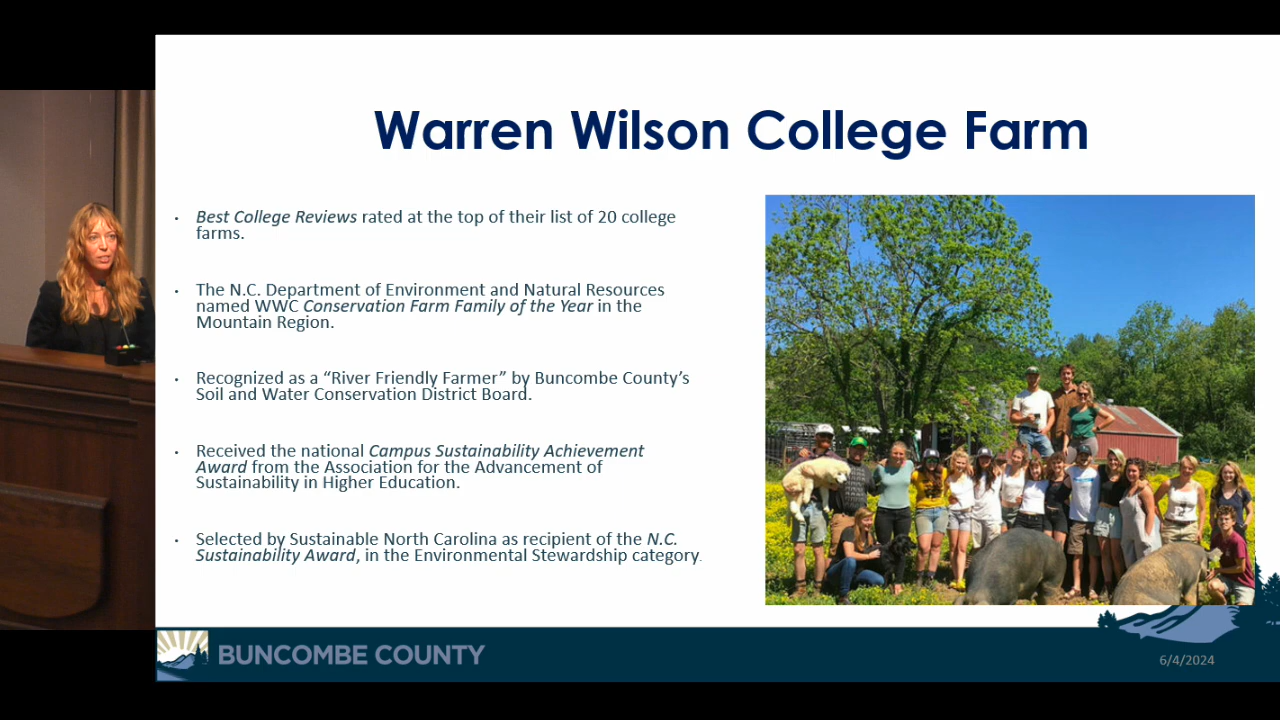 Warren Wilson College Farm
• Best College Reviews rated at the top of their list of 20 college
farms.
• The N.C. Department of Environment and Natural Resources
named WWC Conservation Farm Family of the Year in the
Mountain Region.
• Recognized as a “River Friendly Farmer” by Buncombe County’s
Soil and Water Conservation District Board.
• Received the national Campus Sustainability Achievement
Award from the Association for the Advancement of
Sustainability in Higher Education.
• Selected by Sustainable North Carolina as recipient of the N.C.
Sustainability Award, in the Environmental Stewardship category.
BUNCOMBE COUNTY
6/4/2024